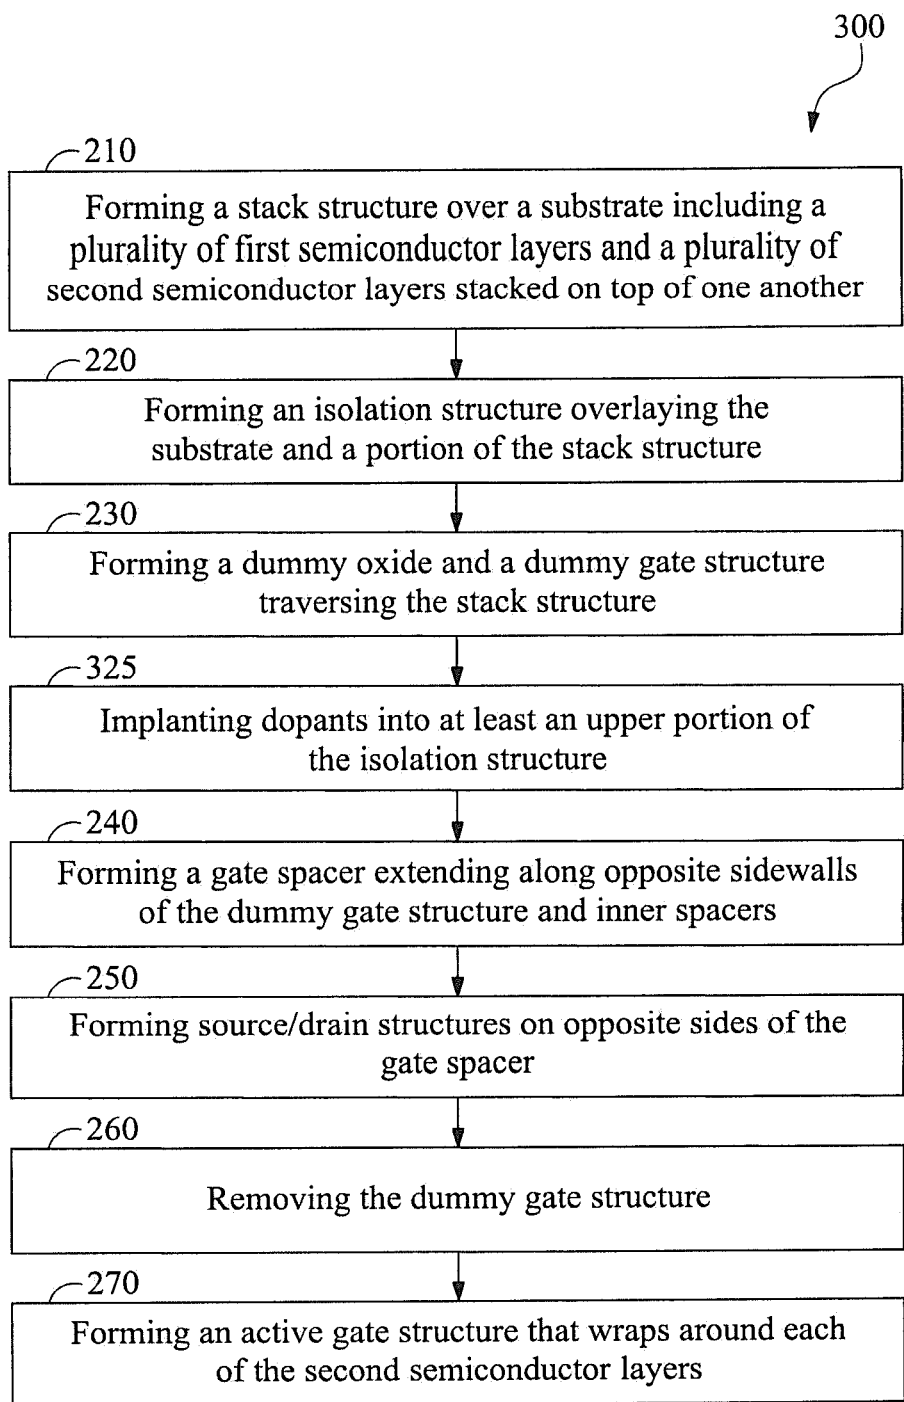 300
210
Forming a stack structure over a substrate including a
plurality of first semiconductor layers and a plurality of
second semiconductor layers stacked on top of one another
220
Forming an isolation structure overlaying the
substrate and a portion of the stack structure
230
Forming a dummy oxide and a dummy gate structure
traversing the stack structure
325
Implanting dopants into at least an upper portion of
the isolation structure
240
Forming a gate spacer extending along opposite sidewalls
of the dummy gate structure and inner spacers
250
Forming source/drain structures on opposite sides of the
gate spacer
260
Removing the dummy gate structure
270
Forming an active gate structure that wraps around each
of the second semiconductor layers